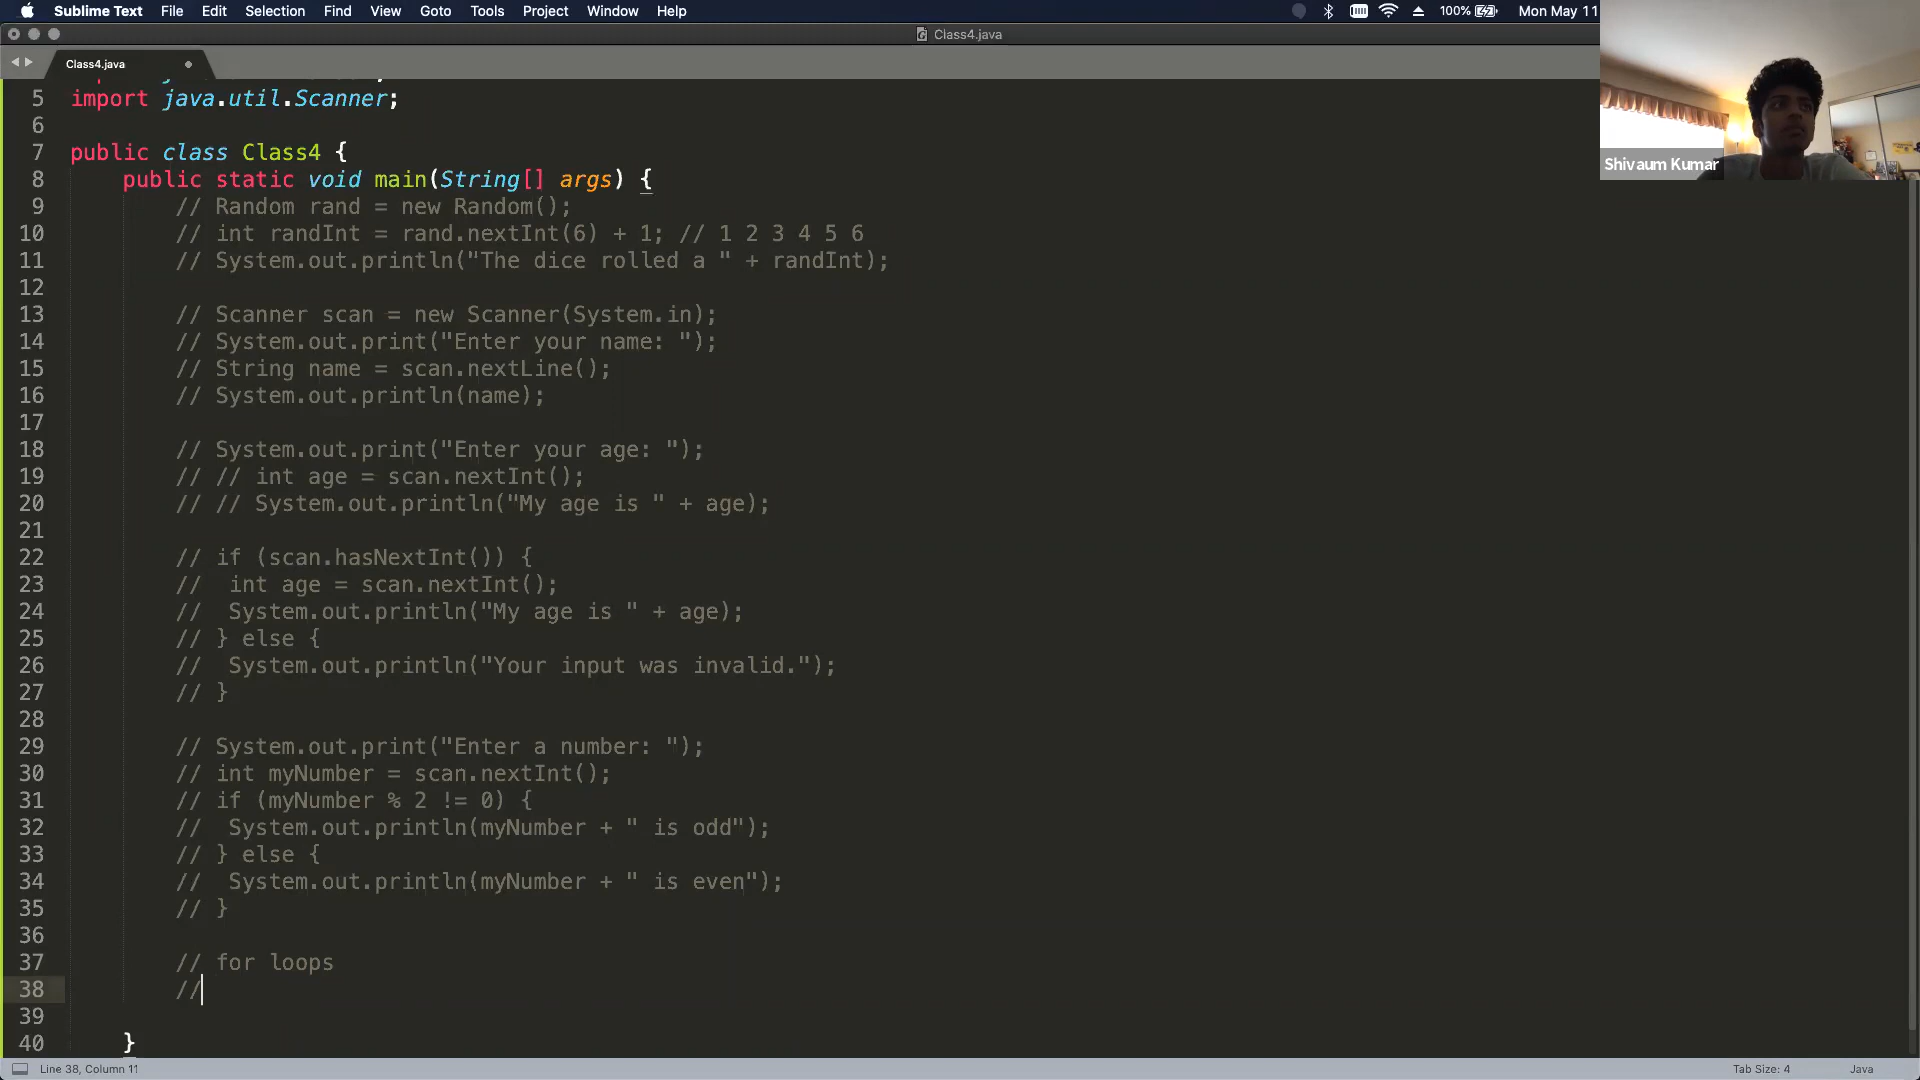 Sublime Text File Edit Selection Find View Goto Tools Project Window Help 100% Mon May 11
Class4.java
Class4.java
5 import java.util.Scanner;
6
7 public class Class4 {
8 public static void main(String[] args) {
9 // Random rand = new Random();
10 // int randInt = rand.nextInt(6) + 1; // 1 2 3 4 5 6
11 // System.out.println("The dice rolled a " + randInt);
12
13 // Scanner scan = new Scanner(System.in);
14 // System.out.print("Enter your name: ");
15 // String name = scan.nextLine();
16 // System.out.println(name);
17
18 // System.out.print("Enter your age: ");
19 // // int age = scan.nextInt();
20 // // System.out.println("My age is " + age);
21
22 // if (scan.hasNextInt()) {
23 // int age = scan.nextInt();
24 // System.out.println("My age is " + age);
25 // } else {
26 // System.out.println("Your input was invalid.");
27 // }
28
29 // System.out.print("Enter a number: ");
30 // int myNumber = scan.nextInt();
31 // if (myNumber % 2 != 0) {
32 // System.out.println(myNumber + " is odd");
33 // } else {
34 // System.out.println(myNumber + " is even");
35 // }
36
37 // for loops
38 //
39
40 }
Shivaum Kumar
Line 38, Column 11 Tab Size: 4 Java